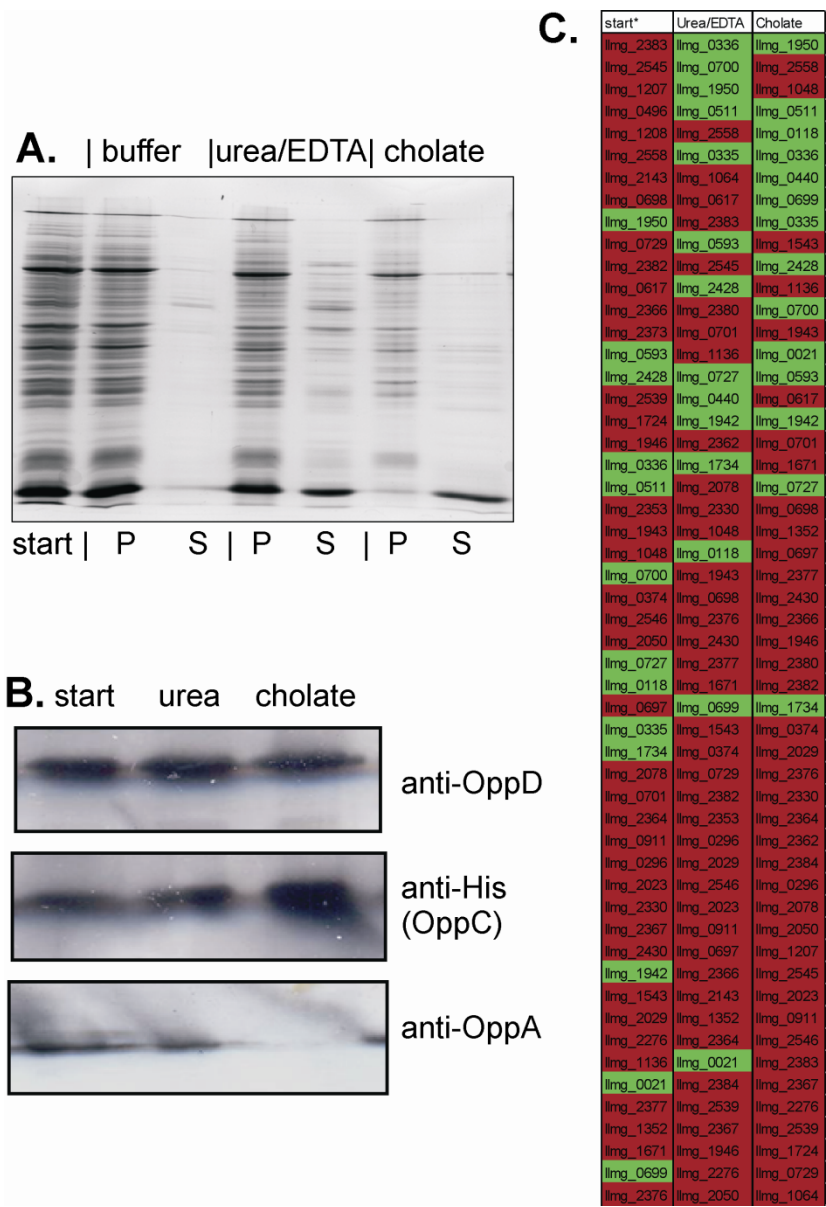 A. | buffer |urea/EDTA| cholate
start | P S | P S | P S
B. start urea cholate
anti-OppD
anti-His
(OppC)
anti-OppA
C.
start* Urea/EDTA Cholate
llmg_2383 llmg_0336 llmg_1950
llmg_2545 llmg_0700 llmg_2558
llmg_1207 llmg_1950 llmg_1048
llmg_0496 llmg_0511 llmg_0511
llmg_1208 llmg_2558 llmg_0118
llmg_2558 llmg_0335 llmg_0336
llmg_2143 llmg_1064 llmg_0440
llmg_0698 llmg_0617 llmg_0699
llmg_1950 llmg_2383 llmg_0335
llmg_0729 llmg_0593 llmg_1543
llmg_2382 llmg_2545 llmg_2428
llmg_0617 llmg_2428 llmg_1136
llmg_2366 llmg_2380 llmg_0700
llmg_2373 llmg_0701 llmg_1943
llmg_0593 llmg_1136 llmg_0021
llmg_2428 llmg_0727 llmg_0593
llmg_2539 llmg_0440 llmg_0617
llmg_1724 llmg_1942 llmg_1942
llmg_1946 llmg_2362 llmg_0701
llmg_0336 llmg_1734 llmg_1671
llmg_0511 llmg_2078 llmg_0727
llmg_2353 llmg_2330 llmg_0698
llmg_1943 llmg_1048 llmg_1352
llmg_1048 llmg_0118 llmg_0697
llmg_0700 llmg_1943 llmg_2377
llmg_0374 llmg_0698 llmg_2430
llmg_2546 llmg_2376 llmg_2366
llmg_2050 llmg_2430 llmg_1946
llmg_0727 llmg_2377 llmg_2380
llmg_0118 llmg_1671 llmg_2382
llmg_0697 llmg_0699 llmg_1734
llmg_0335 llmg_1543 llmg_0374
llmg_1734 llmg_0374 llmg_2029
llmg_2078 llmg_0729 llmg_2376
llmg_0701 llmg_2382 llmg_2330
llmg_2364 llmg_2353 llmg_2364
llmg_0911 llmg_0296 llmg_2362
llmg_0296 llmg_2029 llmg_2384
llmg_2023 llmg_2546 llmg_0296
llmg_2330 llmg_2023 llmg_2078
llmg_2367 llmg_0911 llmg_2050
llmg_2430 llmg_0697 llmg_1207
llmg_1942 llmg_2366 llmg_2545
llmg_1543 llmg_2143 llmg_2023
llmg_2029 llmg_1352 llmg_0911
llmg_2276 llmg_2364 llmg_2546
llmg_1136 llmg_0021 llmg_2383
llmg_0021 llmg_2384 llmg_2367
llmg_2377 llmg_2539 llmg_2276
llmg_1352 llmg_2367 llmg_2539
llmg_1671 llmg_1946 llmg_1724
llmg_0699 llmg_2276 llmg_0729
llmg_2376 llmg_2050 llmg_1064